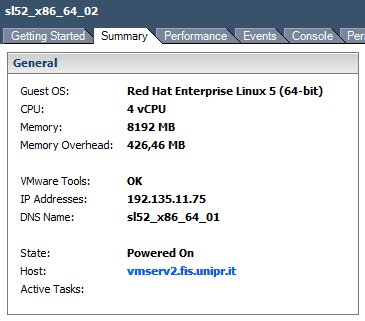 sl52_x86_64_02
Getting Started Summary Performance Events Console
General
Guest OS: Red Hat Enterprise Linux 5 (64-bit)
CPU: 4 vCPU
Memory: 8192 MB
Memory Overhead: 426,46 MB
VMware Tools: OK
IP Addresses: 192.135.11.75
DNS Name: sl52_x86_64_01
State: Powered On
Host: vmserv2.fis.unipr.it
Active Tasks: